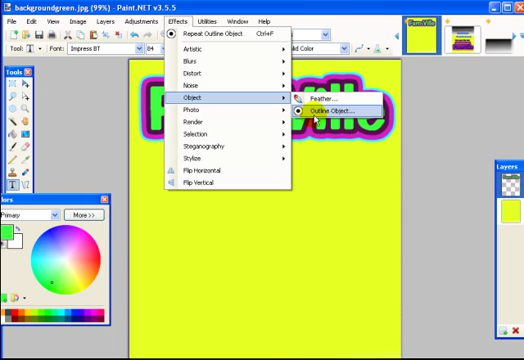 backgroundgreen.jpg (99%) - Paint.NET v3.5.5
File Edit View Image Layers Adjustments Effects Utilities Window Help
Tool: T Font: Impress BT 84
Repeat Outline Object Ctrl+F
Artistic
Blurs
Distort
Noise
Object
Photo
Render
Selection
Steganography
Stylize
Flip Horizontal
Flip Vertical
Feather...
Outline Object...
Tools
Primary
More >>
Layers